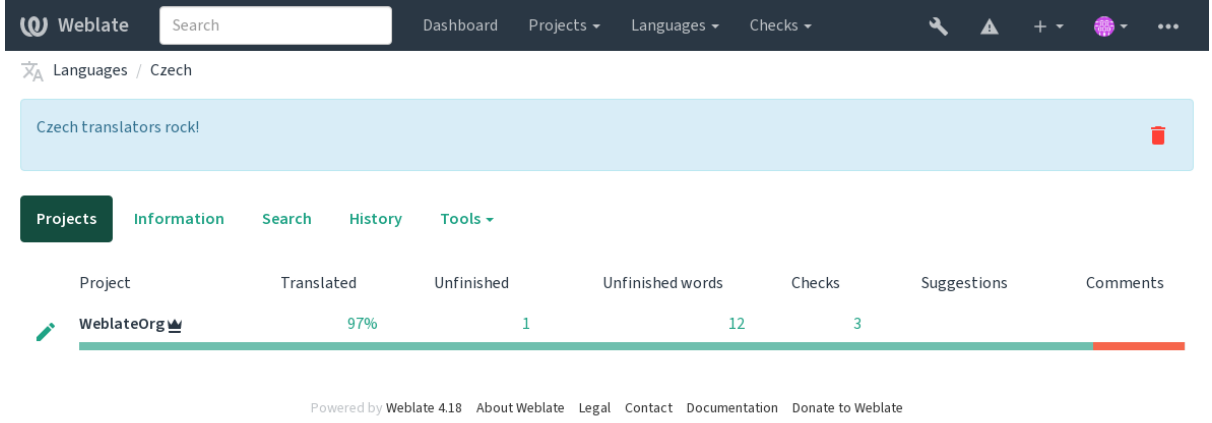 Weblate Search Dashboard Projects Languages Checks
Languages / Czech
Czech translators rock!
Projects Information Search History Tools
Project Translated Unfinished Unfinished words Checks Suggestions Comments
WeblateOrg 97% 1 12 3
Powered by Weblate 4.18 About Weblate Legal Contact Documentation Donate to Weblate